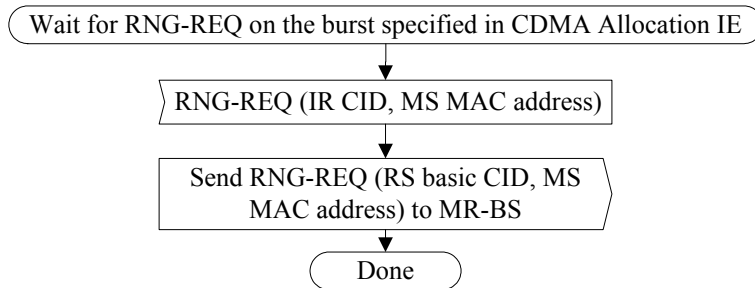 Wait for RNG-REQ on the burst specified in CDMA Allocation IE
RNG-REQ (IR CID, MS MAC address)
Send RNG-REQ (RS basic CID, MS
MAC address) to MR-BS
Done